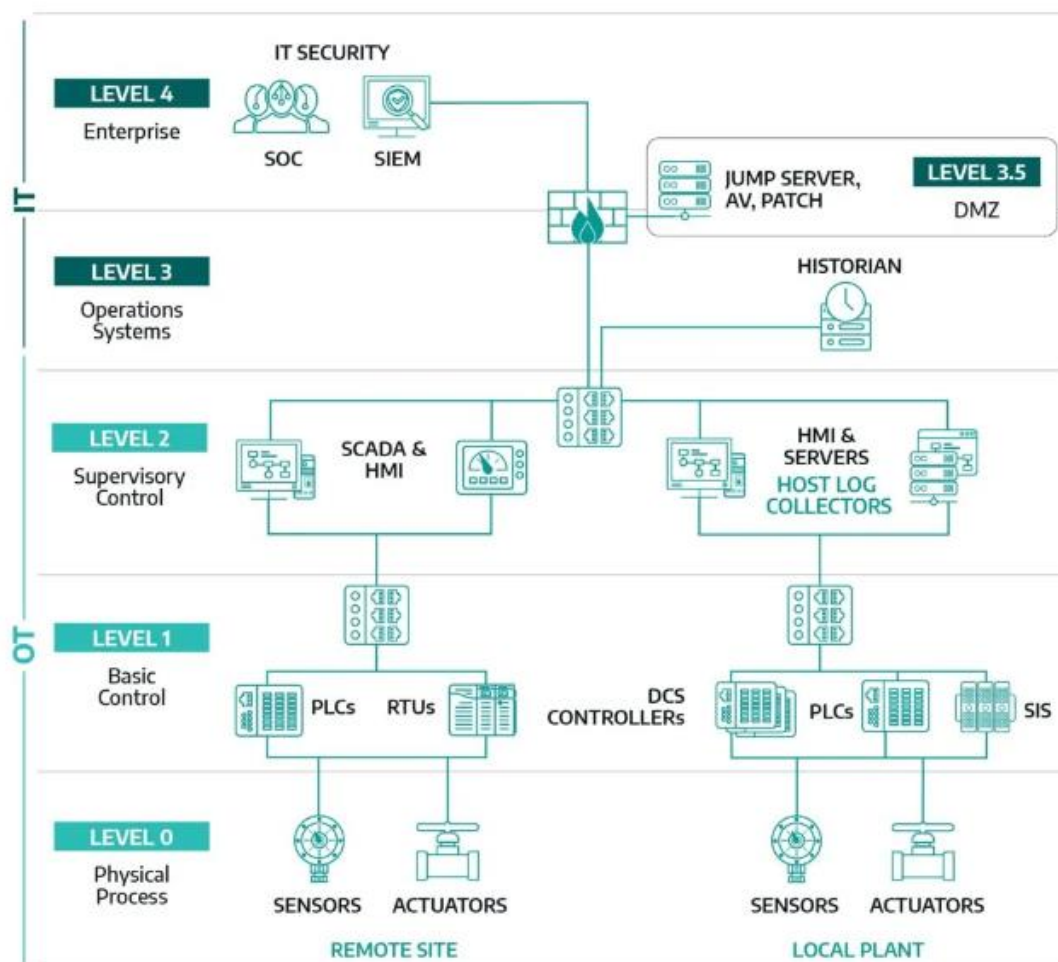 IT
OT
IT SECURITY
LEVEL 4
Enterprise
SOC
SIEM
JUMP SERVER,
AV, PATCH
LEVEL 3.5
DMZ
LEVEL 3
Operations
Systems
HISTORIAN
LEVEL 2
Supervisory
Control
SCADA &
HMI
HMI &
SERVERS
HOST LOG
COLLECTORS
LEVEL 1
Basic
Control
PLCs
RTUs
DCS
CONTROLLERs
PLCs
SIS
LEVEL 0
Physical
Process
SENSORS
ACTUATORS
SENSORS
ACTUATORS
REMOTE SITE
LOCAL PLANT